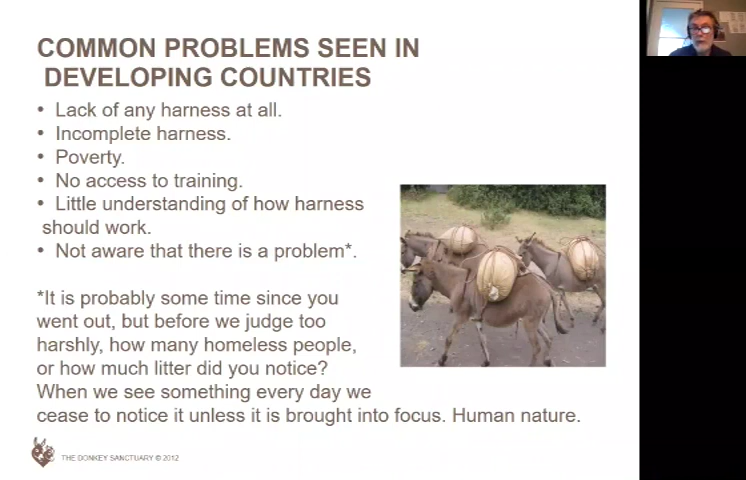 COMMON PROBLEMS SEEN IN
DEVELOPING COUNTRIES
• Lack of any harness at all.
• Incomplete harness.
• Poverty.
• No access to training.
• Little understanding of how harness
should work.
• Not aware that there is a problem*.
*It is probably some time since you
went out, but before we judge too
harshly, how many homeless people,
or how much litter did you notice?
When we see something every day we
cease to notice it unless it is brought into focus. Human nature.
THE DONKEY SANCTUARY © 2012